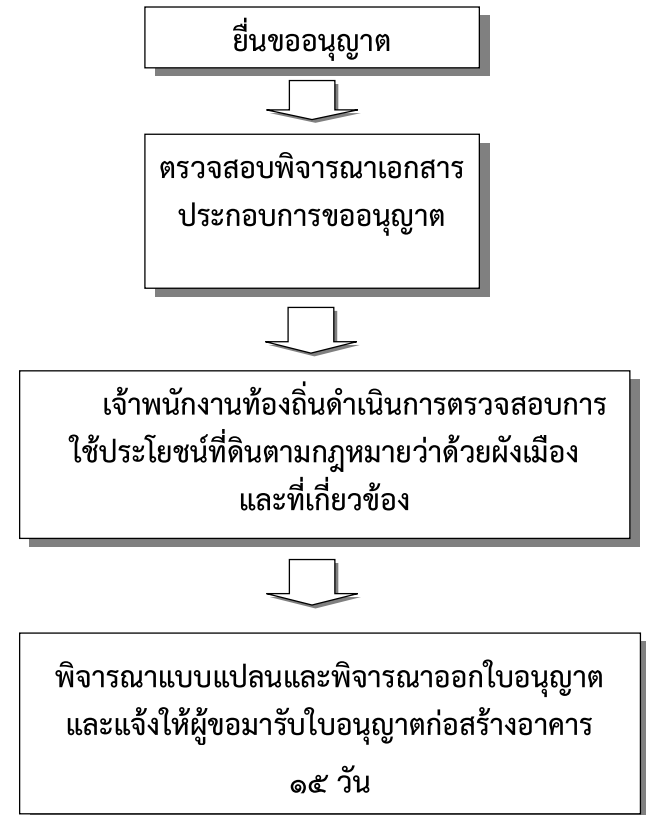 ยื่นขออนุญาต
ตรวจสอบพิจารณาเอกสาร
ประกอบการขออนุญาต
เจ้าพนักงานท้องถิ่นดำเนินการตรวจสอบการ
ใช้ประโยชน์ที่ดินตามกฎหมายว่าด้วยผังเมือง
และที่เกี่ยวข้อง
พิจารณาแบบแปลนและพิจารณาออกใบอนุญาต
และแจ้งให้ผู้ขอมารับใบอนุญาตก่อสร้างอาคาร
๑๕ วัน